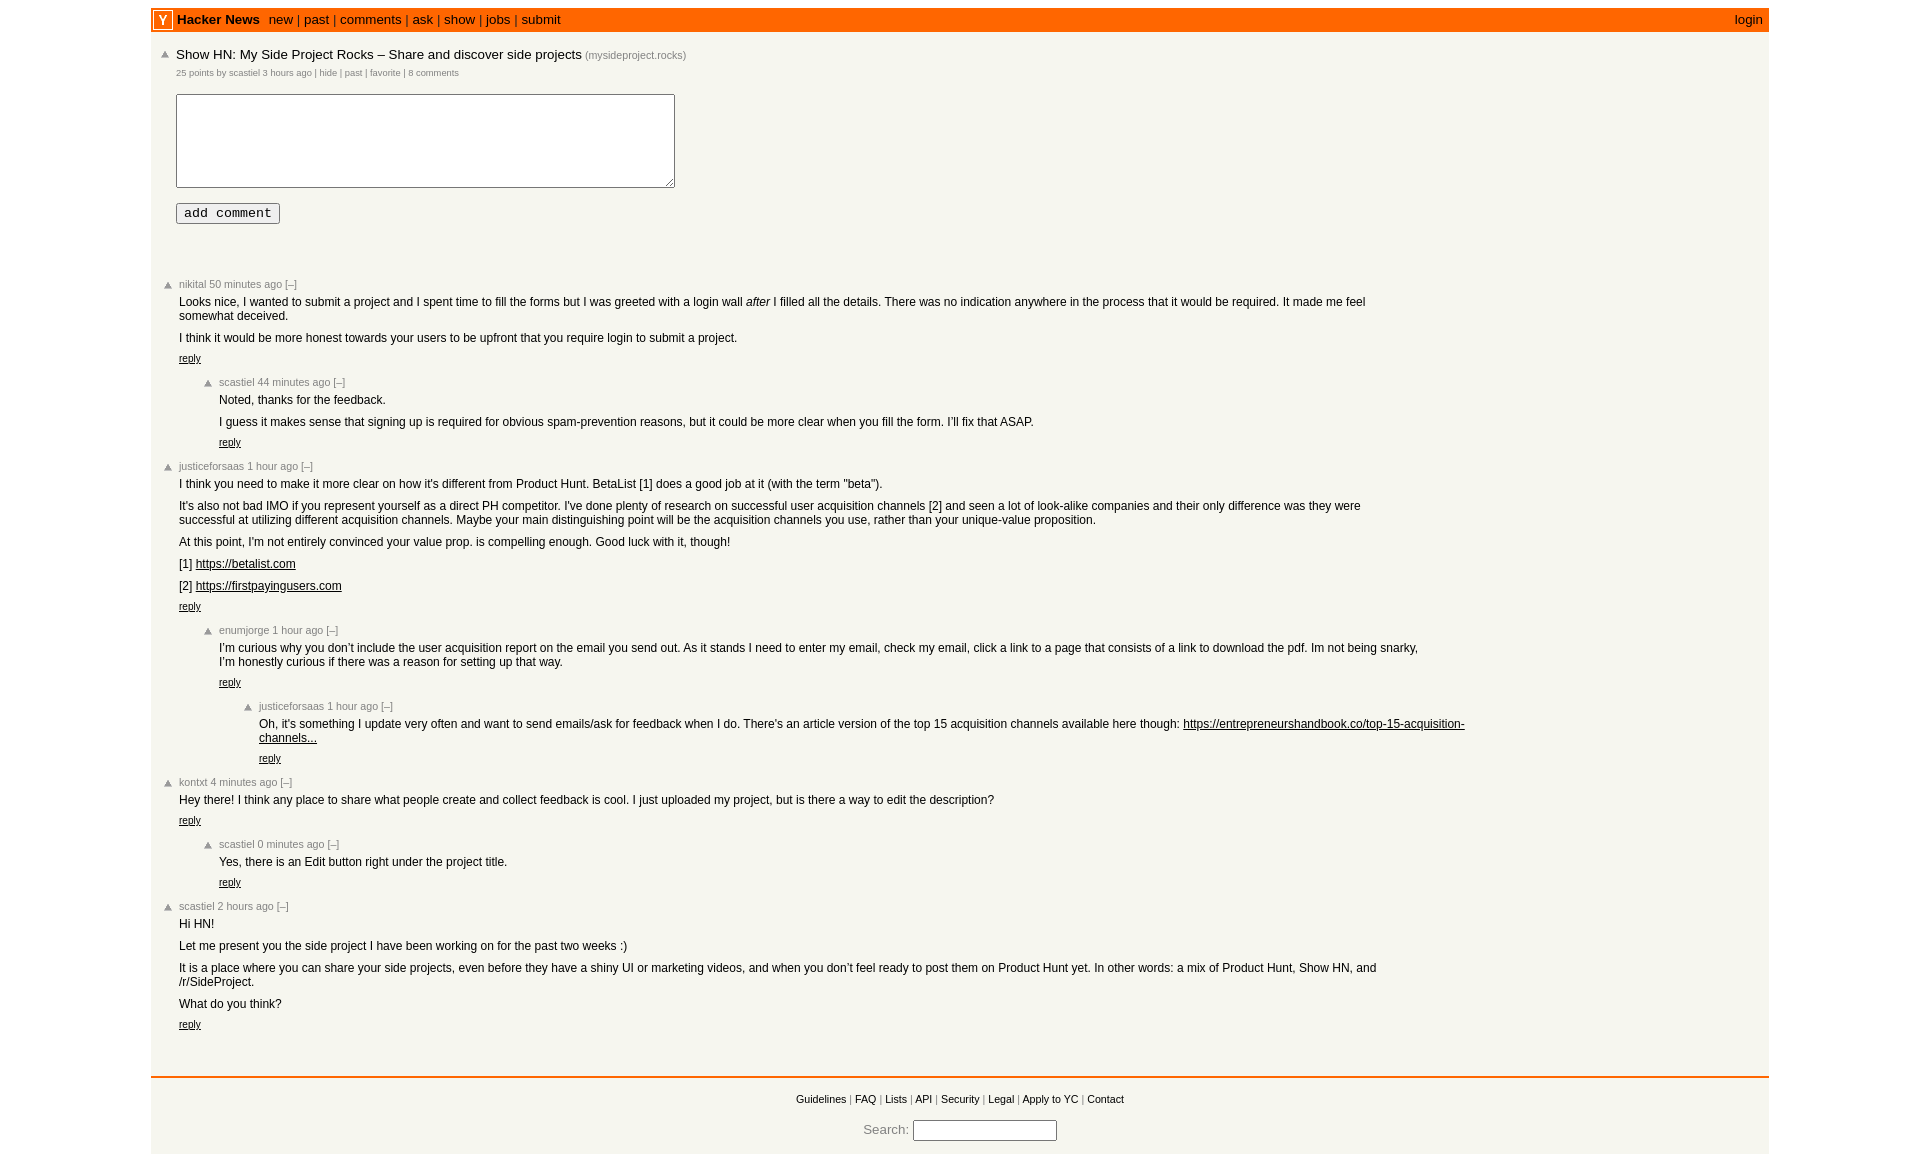 Y Hacker News new | past | comments | ask | show | jobs | submit login
Show HN: My Side Project Rocks – Share and discover side projects (mysideproject.rocks)
25 points by scastiel 3 hours ago | hide | past | favorite | 8 comments
add comment
nikital 50 minutes ago [–]
Looks nice, I wanted to submit a project and I spent time to fill the forms but I was greeted with a login wall after I filled all the details. There was no indication anywhere in the process that it would be required. It made me feel
somewhat deceived.
I think it would be more honest towards your users to be upfront that you require login to submit a project.
reply
scastiel 44 minutes ago [–]
Noted, thanks for the feedback.
I guess it makes sense that signing up is required for obvious spam-prevention reasons, but it could be more clear when you fill the form. I’ll fix that ASAP.
reply
justiceforsaas 1 hour ago [–]
I think you need to make it more clear on how it's different from Product Hunt. BetaList [1] does a good job at it (with the term "beta").
It's also not bad IMO if you represent yourself as a direct PH competitor. I've done plenty of research on successful user acquisition channels [2] and seen a lot of look-alike companies and their only difference was they were
successful at utilizing different acquisition channels. Maybe your main distinguishing point will be the acquisition channels you use, rather than your unique-value proposition.
At this point, I'm not entirely convinced your value prop. is compelling enough. Good luck with it, though!
[1] https://betalist.com
[2] https://firstpayingusers.com
reply
enumjorge 1 hour ago [–]
I’m curious why you don’t include the user acquisition report on the email you send out. As it stands I need to enter my email, check my email, click a link to a page that consists of a link to download the pdf. Im not being snarky,
I’m honestly curious if there was a reason for setting up that way.
reply
justiceforsaas 1 hour ago [–]
Oh, it's something I update very often and want to send emails/ask for feedback when I do. There's an article version of the top 15 acquisition channels available here though: https://entrepreneurshandbook.co/top-15-acquisition-
channels...
reply
kontxt 4 minutes ago [–]
Hey there! I think any place to share what people create and collect feedback is cool. I just uploaded my project, but is there a way to edit the description?
reply
scastiel 0 minutes ago [–]
Yes, there is an Edit button right under the project title.
reply
scastiel 2 hours ago [–]
Hi HN!
Let me present you the side project I have been working on for the past two weeks :)
It is a place where you can share your side projects, even before they have a shiny UI or marketing videos, and when you don’t feel ready to post them on Product Hunt yet. In other words: a mix of Product Hunt, Show HN, and
/r/SideProject.
What do you think?
reply
Guidelines | FAQ | Lists | API | Security | Legal | Apply to YC | Contact
Search: